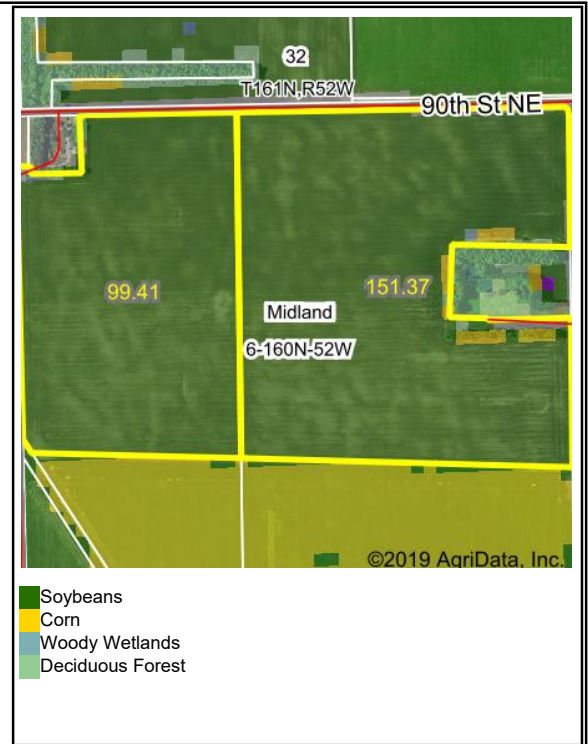 32
T161N,R52W
90th St NE
99.41
151.37
Midland
6-160N-52W
©2019 AgriData, Inc.
Soybeans
Corn
Woody Wetlands
Deciduous Forest